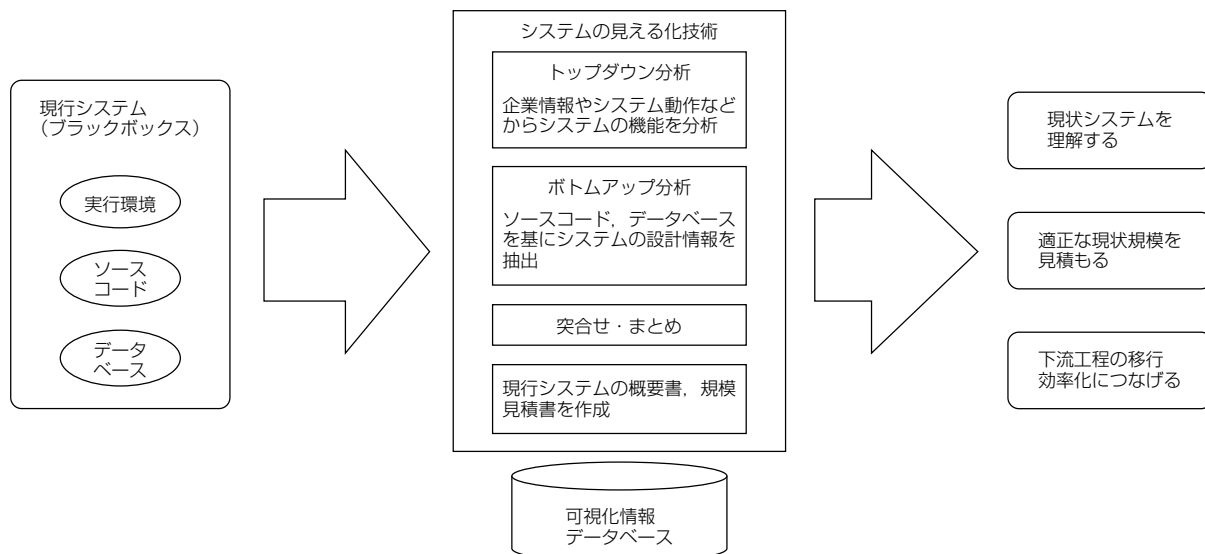 現行システム
（ブラックボックス）
実行環境
ソース
コード
データ
ベース
システムの見える化技術
トップダウン分析
企業情報やシステム動作など
からシステムの機能を分析
ボトムアップ分析
ソースコード，データベース
を基にシステムの設計情報を
抽出
突合せ・まとめ
現行システムの概要書，規模
見積書を作成
可視化情報
データベース
現状システムを
理解する
適正な現状規模を
見積もる
下流工程の移行
効率化につなげる